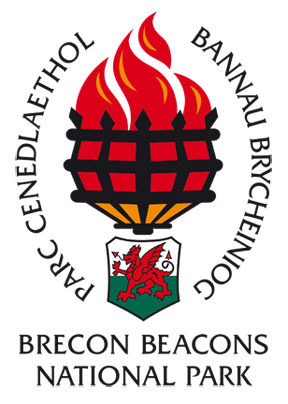 PARC CENEDLAETHOL
BANNAU BRYCHEINIOG
BRECON BEACONS
NATIONAL PARK